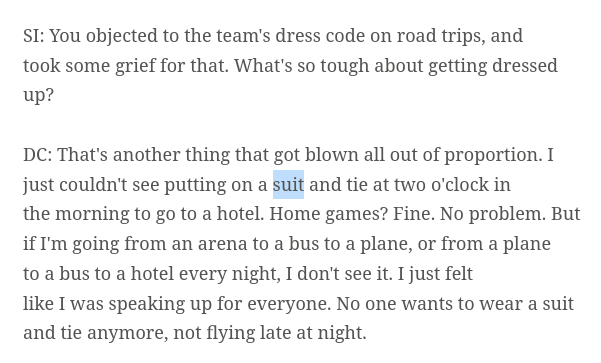 SI: You objected to the team's dress code on road trips, and
took some grief for that. What's so tough about getting dressed
up?
DC: That's another thing that got blown all out of proportion. I
just couldn't see putting on a suit and tie at two o'clock in
the morning to go to a hotel. Home games? Fine. No problem. But
if I'm going from an arena to a bus to a plane, or from a plane
to a bus to a hotel every night, I don't see it. I just felt
like I was speaking up for everyone. No one wants to wear a suit
and tie anymore, not flying late at night.